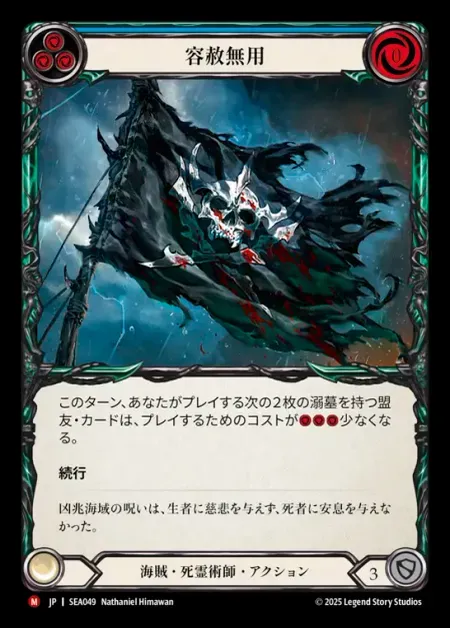 容赦無用
0
このターン、あなたがプレイする次の2枚の溺墓を持つ盟
友・カードは、プレイするためのコストが少なくな
る。
続行
凶兆海域の呪いは、生者に慈悲を与えず、死者に安息を与えな
かった。
海賊・死霊術師・アクション
3
M JP | SEA049 Nathaniel Himawan
© 2025 Legend Story Studios